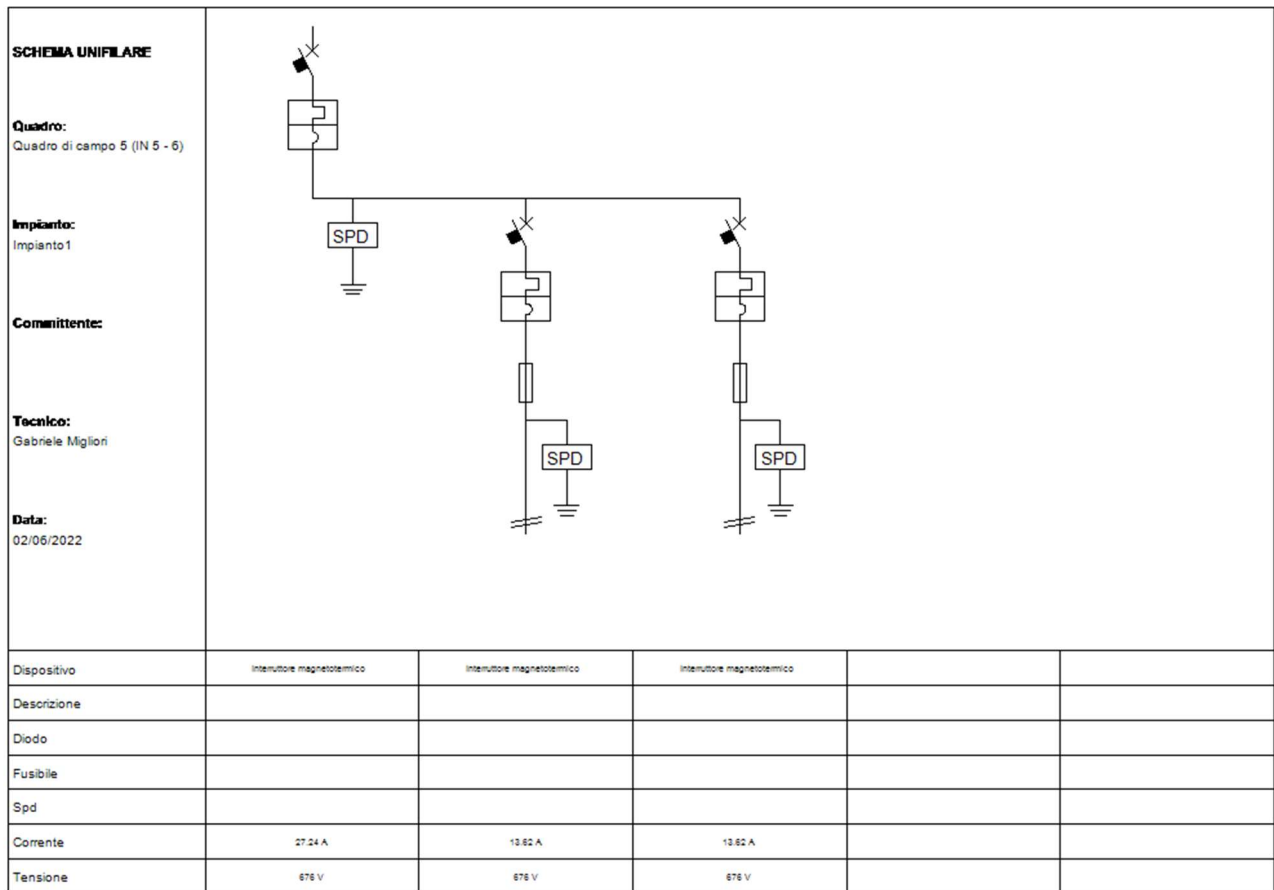 SCHEMA UNIFILARE
Quadro:
Quadro di campo 5 (IN 5 - 6)
Impianto:
Impianto1
Committente:
Tecnico:
Gabriele Migliori
Data:
02/06/2022
SPD
SPD
SPD
Dispositivo Interruttore magnetotermico Interruttore magnetotermico Interruttore magnetotermico
Descrizione
Diodo
Fusibile
Spd
Corrente 27.24 A 13.62 A 13.62 A
Tensione 676 V 676 V 676 V